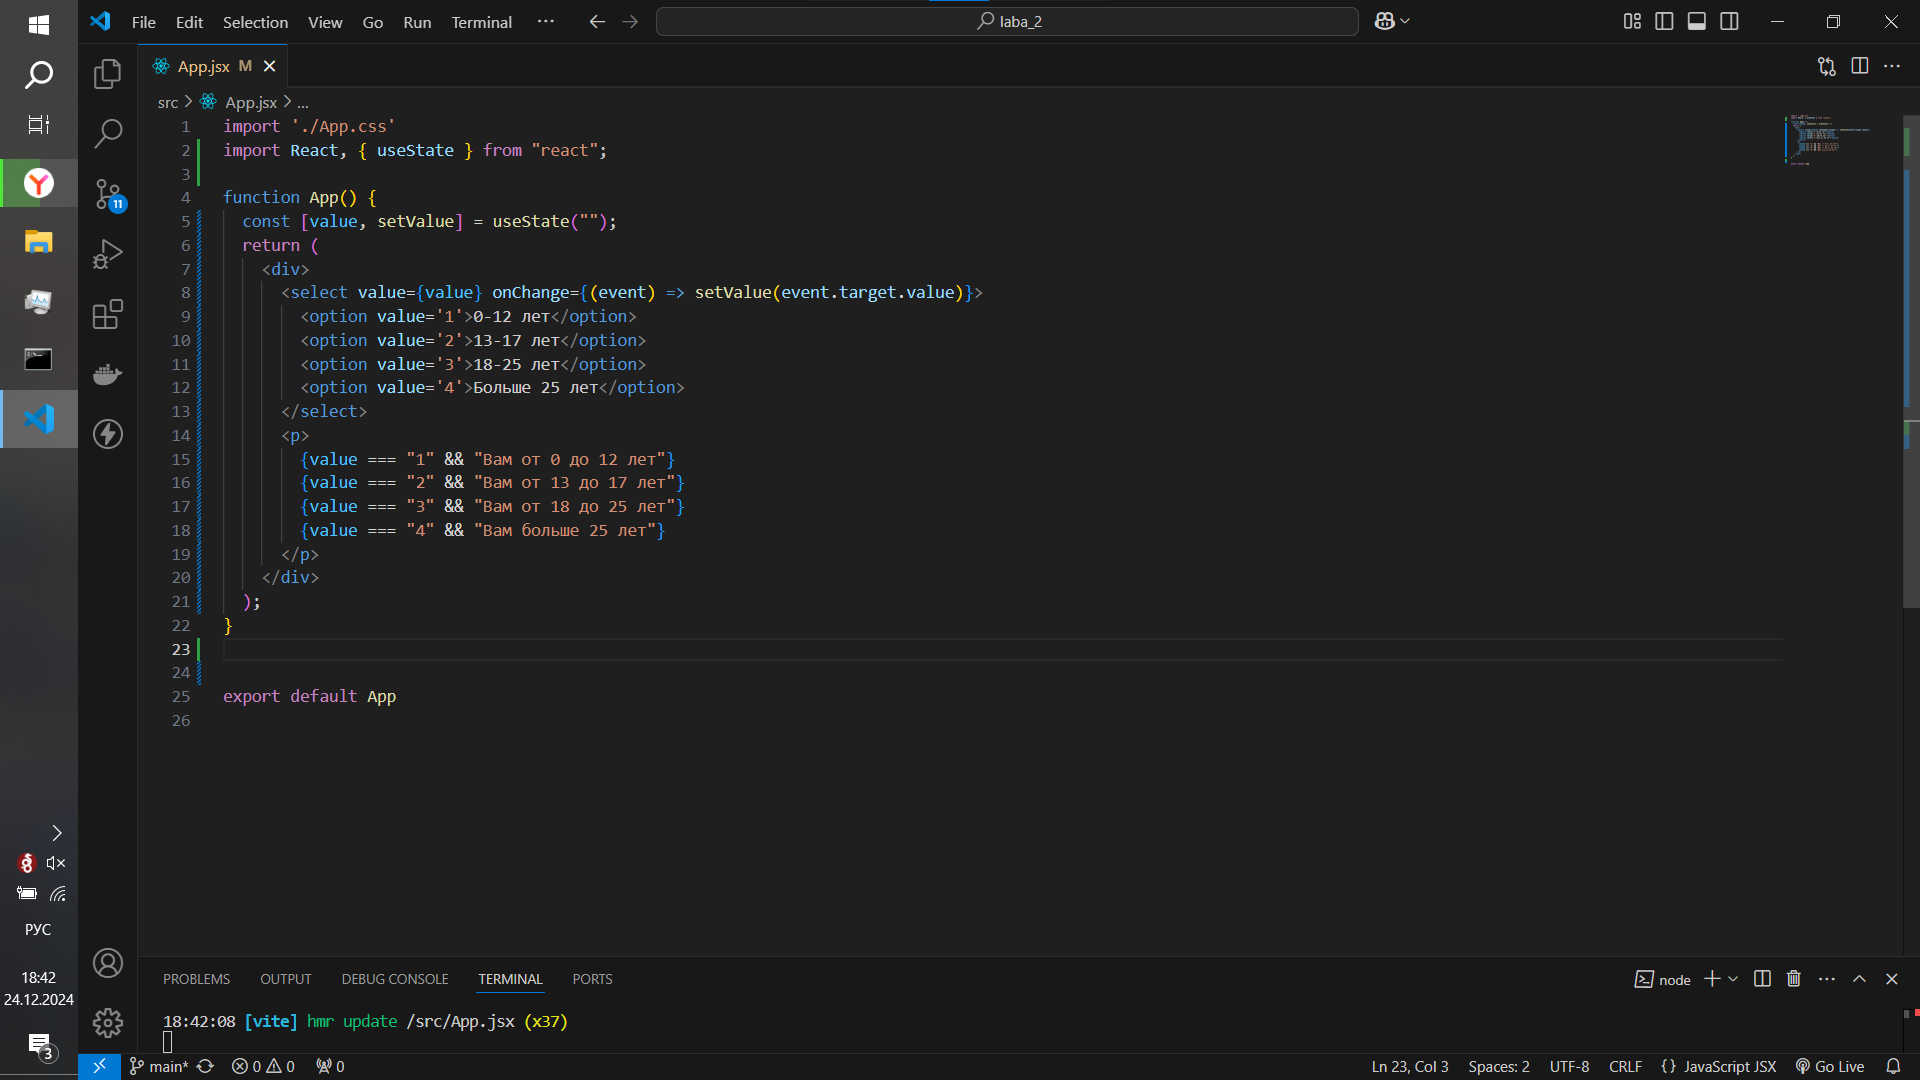 File Edit Selection View Go Run Terminal ··· laba_2
App.jsx M
src > App.jsx > ...
1 import './App.css'
2 import React, { useState } from "react";
3
4 function App() {
5 const [value, setValue] = useState("");
6 return (
7 <div>
8 <select value={value} onChange={(event) => setValue(event.target.value)}>
9 <option value='1'>0-12 лет</option>
10 <option value='2'>13-17 лет</option>
11 <option value='3'>18-25 лет</option>
12 <option value='4'>Больше 25 лет</option>
13 </select>
14 <p>
15 {value === "1" && "Вам от 0 до 12 лет"}
16 {value === "2" && "Вам от 13 до 17 лет"}
17 {value === "3" && "Вам от 18 до 25 лет"}
18 {value === "4" && "Вам больше 25 лет"}
19 </p>
20 </div>
21 );
22 }
23
24
25 export default App
26
11
РУС
18:42
24.12.2024
3
PROBLEMS OUTPUT DEBUG CONSOLE TERMINAL PORTS node
18:42:08 [vite] hmr update /src/App.jsx (x37)
main* 0 0 0 Ln 23, Col 3 Spaces: 2 UTF-8 CRLF {} JavaScript JSX Go Live